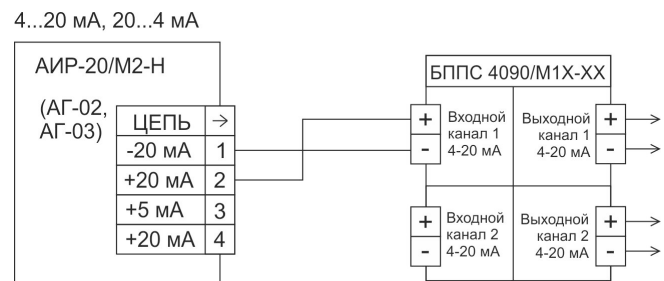 4...20 мА, 20...4 мА
АИР-20/М2-Н
(АГ-02,
АГ-03)
ЦЕПЬ →
-20 мА 1
+20 мА 2
+5 мА 3
+20 мА 4
БППС 4090/М1Х-ХХ
+ Входной
канал 1
- 4-20 мА
Выходной +
канал 1
4-20 мА -
+ Входной
канал 2
- 4-20 мА
Выходной +
канал 2
4-20 мА -